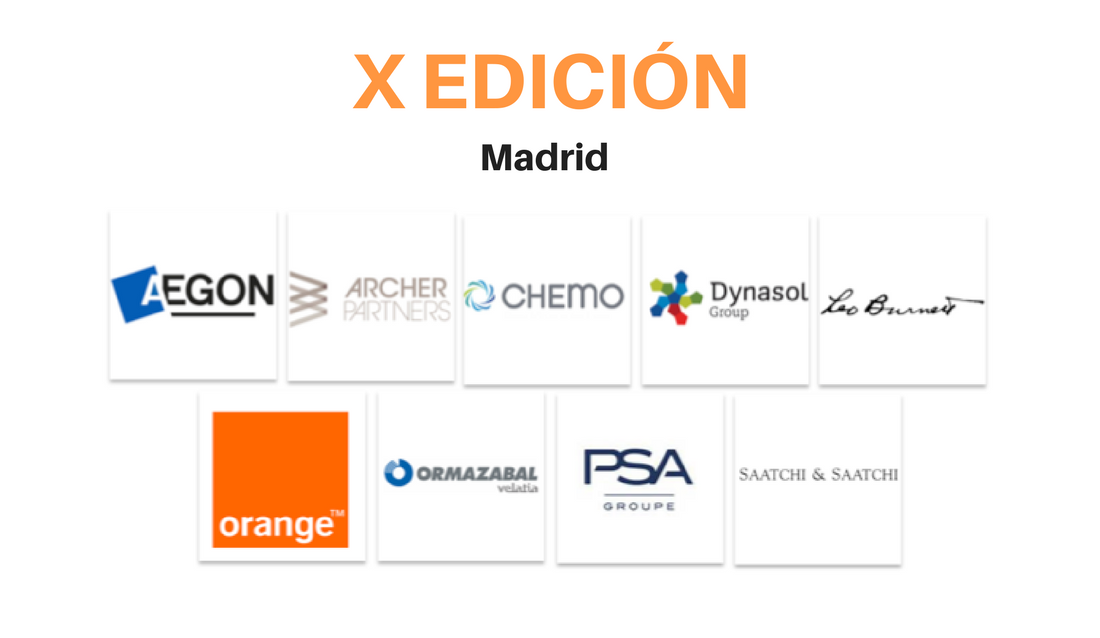 X EDICIÓN
Madrid
AEGON
ARCHER
PARTNERS
CHEMO
Dynasol
Group
Leo Burnett
orange™
ORMAZABAL
velatia
PSA
GROUPE
SAATCHI & SAATCHI